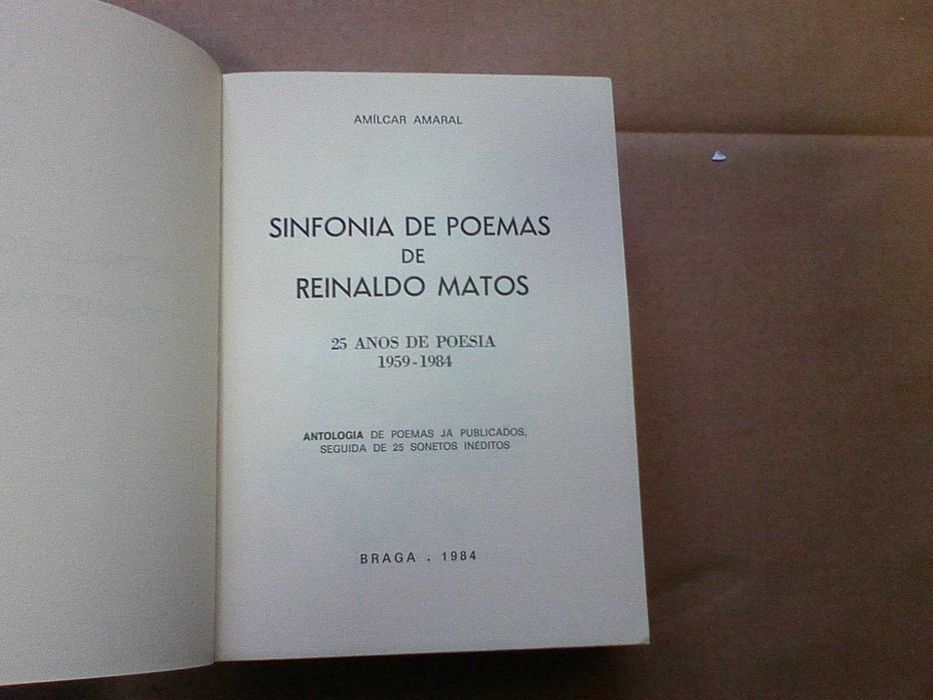 AMÍLCAR AMARAL
SINFONIA DE POEMAS
DE
REINALDO MATOS
25 ANOS DE POESIA
1959-1984
ANTOLOGIA DE POEMAS JÁ PUBLICADOS,
SEGUIDA DE 25 SONETOS INÉDITOS
BRAGA . 1984